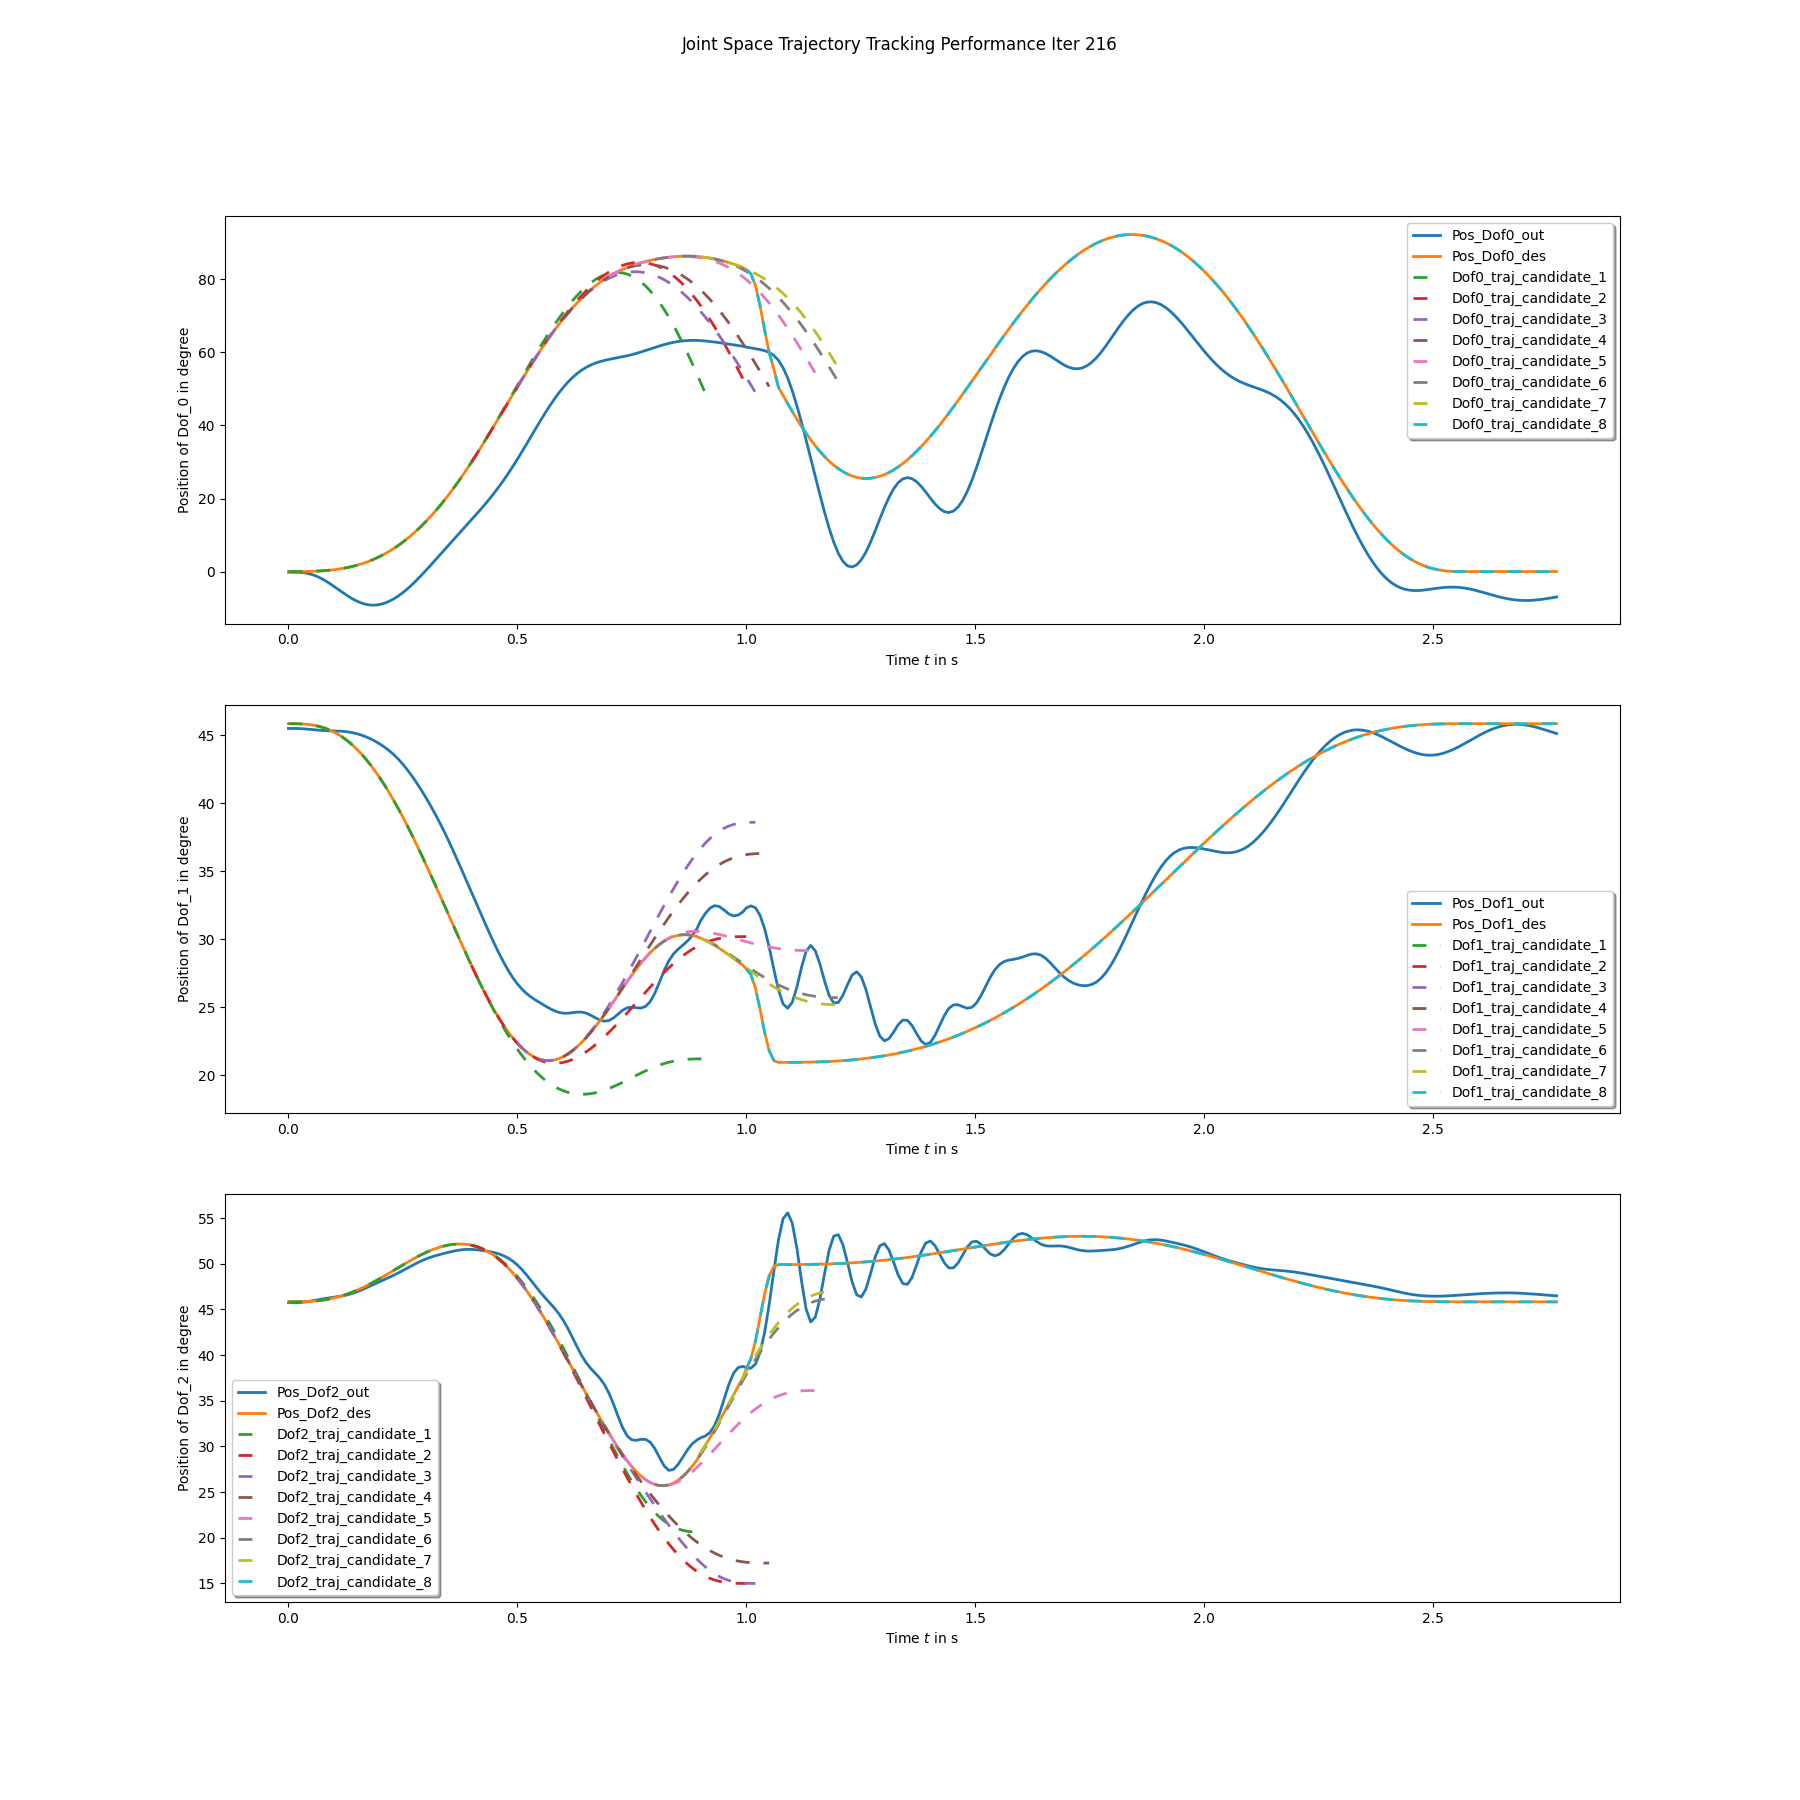 Joint Space Trajectory Tracking Performance Iter 216
Position of Dof_0 in degree
80
60
40
20
0
0.0 0.5 1.0 1.5 2.0 2.5
Time t in s
Pos_Dof0_out
Pos_Dof0_des
Dof0_traj_candidate_1
Dof0_traj_candidate_2
Dof0_traj_candidate_3
Dof0_traj_candidate_4
Dof0_traj_candidate_5
Dof0_traj_candidate_6
Dof0_traj_candidate_7
Dof0_traj_candidate_8
Position of Dof_1 in degree
45
40
35
30
25
20
0.0 0.5 1.0 1.5 2.0 2.5
Time t in s
Pos_Dof1_out
Pos_Dof1_des
Dof1_traj_candidate_1
Dof1_traj_candidate_2
Dof1_traj_candidate_3
Dof1_traj_candidate_4
Dof1_traj_candidate_5
Dof1_traj_candidate_6
Dof1_traj_candidate_7
Dof1_traj_candidate_8
Position of Dof_2 in degree
55
50
45
40
35
30
25
20
15
0.0 0.5 1.0 1.5 2.0 2.5
Time t in s
Pos_Dof2_out
Pos_Dof2_des
Dof2_traj_candidate_1
Dof2_traj_candidate_2
Dof2_traj_candidate_3
Dof2_traj_candidate_4
Dof2_traj_candidate_5
Dof2_traj_candidate_6
Dof2_traj_candidate_7
Dof2_traj_candidate_8